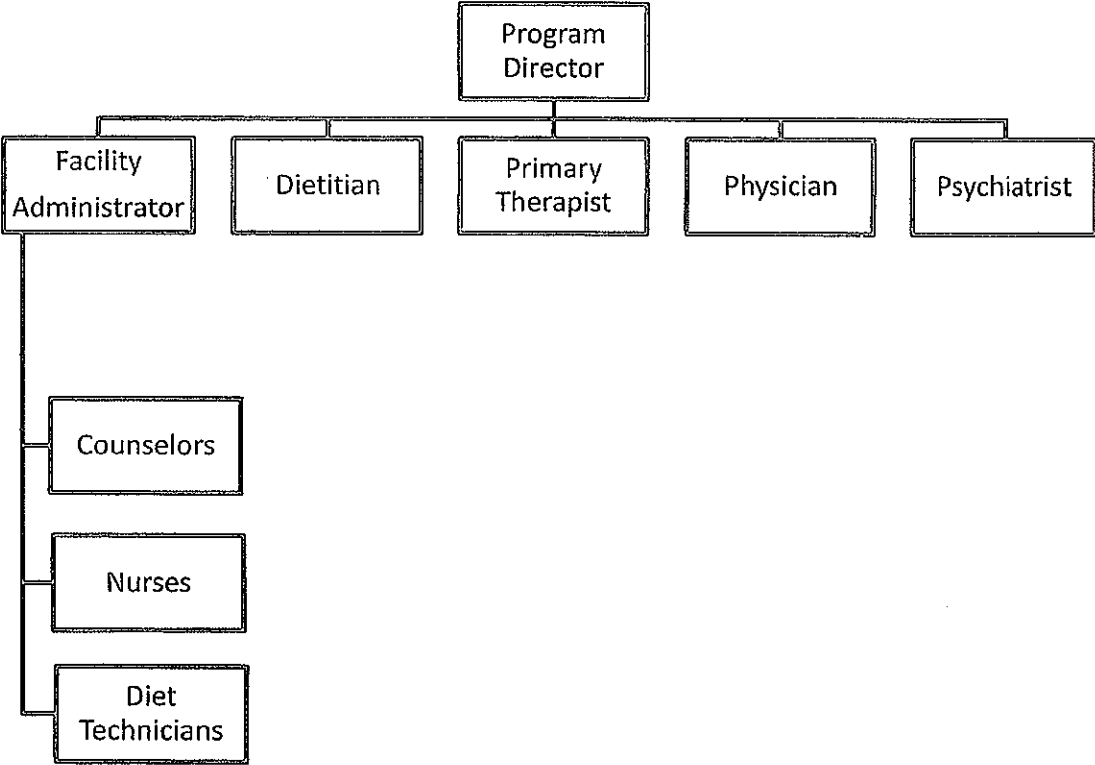 Program
Director
Facility
Administrator
Dietitian
Primary
Therapist
Physician
Psychiatrist
Counselors
Nurses
Diet
Technicians